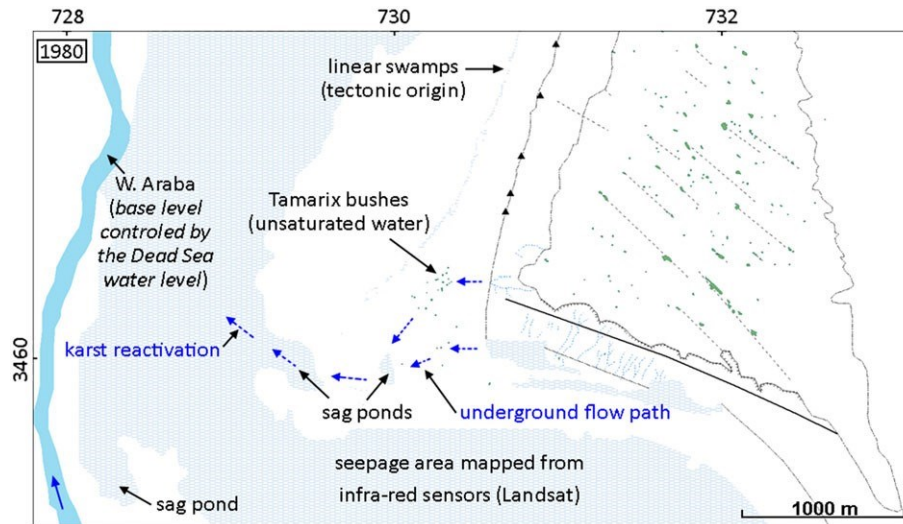 728 730 732
1980
linear swamps
(tectonic origin)
W. Araba
(base level
controled by
the Dead Sea
water level)
Tamarix bushes
(unsaturated water)
karst reactivation
3460
sag ponds
underground flow path
seepage area mapped from
infra-red sensors (Landsat)
sag pond
1000 m